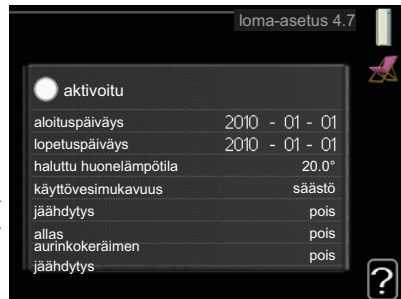 loma-asetus 4.7
aktivoitu
aloituspäiväys 2010 - 01 - 01
lopetuspäiväys 2010 - 01 - 01
haluttu huonelämpötila 20.0°
käyttövesimukavuus säästö
jäähdytys pois
allas pois
aurinkokeräimen
jäähdytys pois
?